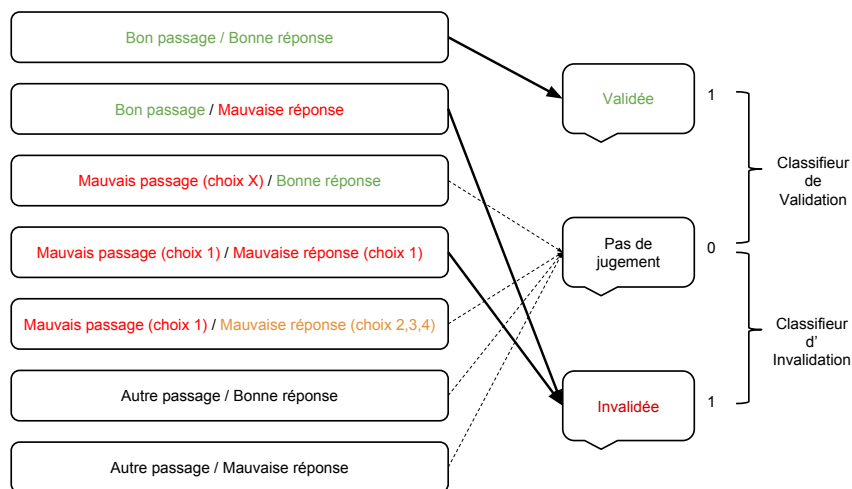 Bon passage / Bonne réponse
Bon passage / Mauvaise réponse
Mauvais passage (choix X) / Bonne réponse
Mauvais passage (choix 1) / Mauvaise réponse (choix 1)
Mauvais passage (choix 1) / Mauvaise réponse (choix 2,3,4)
Autre passage / Bonne réponse
Autre passage / Mauvaise réponse
Validée
1
Pas de
jugement
0
Invalidée
1
Classifieur
de
Validation
Classifieur
d’
Invalidation